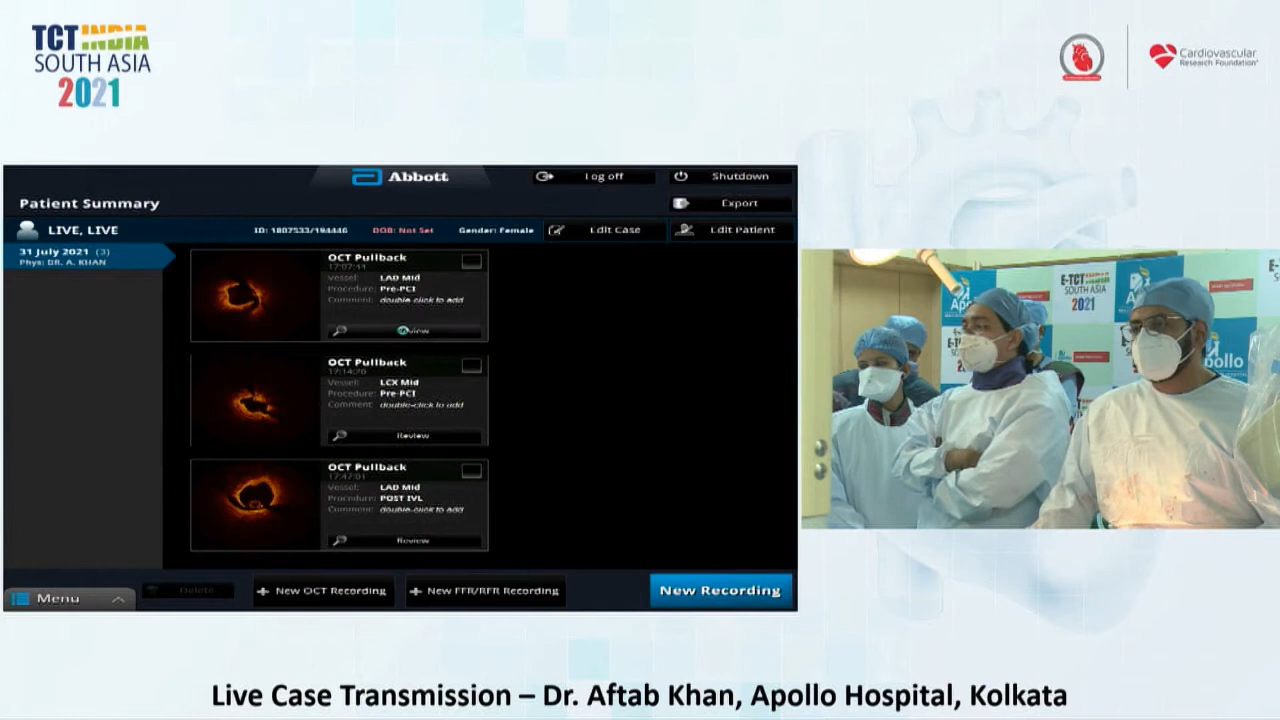 TCT INDIA
SOUTH ASIA
2021
Cardiovascular
Research Foundation
Abbott
Log off
Shutdown
Patient Summary
Export
LIVE, LIVE
ID: 1807533/194446
DOB: Not Set
Gender: Female
Edit Case
Edit Patient
31 July 2021 (3)
Phys: DR. A. KHAN
OCT Pullback
Vessel: LAD Mid
Procedure: Pre-PCI
Comment: double-click to add
Review
OCT Pullback
Vessel: LCX Mid
Procedure: Pre-PCI
Comment: double-click to add
Review
OCT Pullback
17:47:01
Vessel: LAD Mid
Procedure: POST IVL
Comment: double-click to add
Review
Menu
Delete
New OCT Recording
New FFR/RFR Recording
New Recording
E-TCT INDIA
SOUTH ASIA
2021
Live Case Transmission – Dr. Aftab Khan, Apollo Hospital, Kolkata